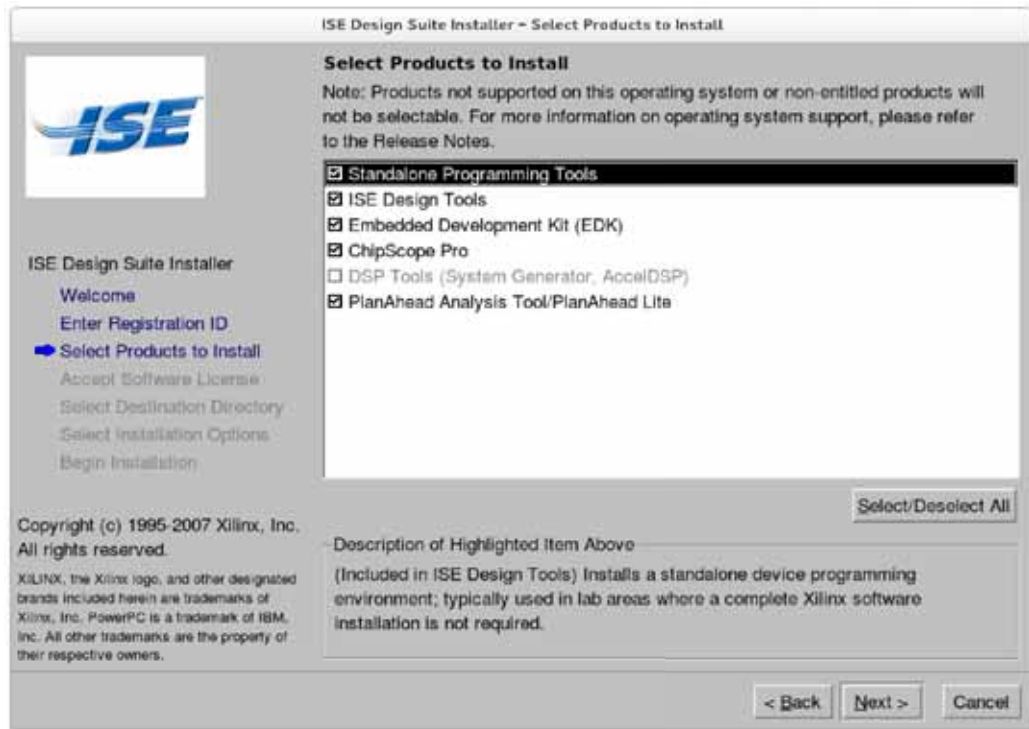 ISE Design Suite Installer - Select Products to Install
ISE
ISE Design Suite Installer
Welcome
Enter Registration ID
Select Products to Install
Accept Software License
Select Destination Directory
Select Installation Options
Begin Installation
Copyright (c) 1995-2007 Xilinx, Inc.
All rights reserved.
XILINX, the Xilinx logo, and other designated
brands included herein are trademarks of
Xilinx, Inc. PowerPC is a trademark of IBM,
Inc. All other trademarks are the property of
their respective owners.
Select Products to Install
Note: Products not supported on this operating system or non-entitled products will
not be selectable. For more information on operating system support, please refer
to the Release Notes.
Standalone Programming Tools
ISE Design Tools
Embedded Development Kit (EDK)
ChipScope Pro
DSP Tools (System Generator, AccelDSP)
PlanAhead Analysis Tool/PlanAhead Lite
Select/Deselect All
Description of Highlighted Item Above
(Included in ISE Design Tools) Installs a standalone device programming
environment; typically used in lab areas where a complete Xilinx software
installation is not required.
< Back
Next >
Cancel